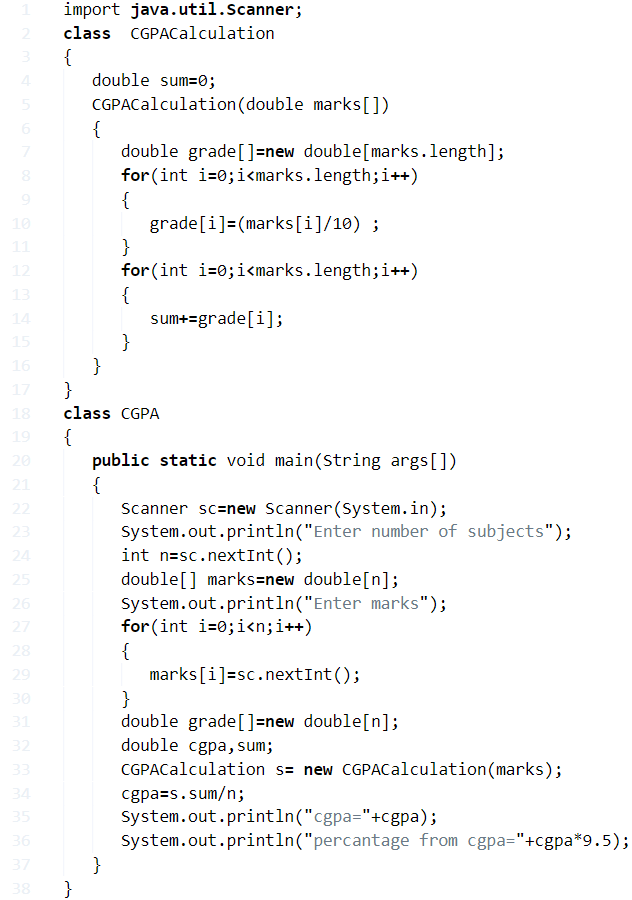 1 import java.util.Scanner;
2 class  CGPACalculation
3 {
4    double sum=0;
5    CGPACalculation(double marks[])
6    {
7       double grade[]=new double[marks.length];
8       for(int i=0;i<marks.length;i++)
9       {
10          grade[i]=(marks[i]/10) ;
11       }
12       for(int i=0;i<marks.length;i++)
13       {
14          sum+=grade[i];
15       }
16    }
17 }
18 class CGPA
19 {
20    public static void main(String args[])
21    {
22       Scanner sc=new Scanner(System.in);
23       System.out.println("Enter number of subjects");
24       int n=sc.nextInt();
25       double[] marks=new double[n];
26       System.out.println("Enter marks");
27       for(int i=0;i<n;i++)
28       {
29          marks[i]=sc.nextInt();
30       }
31       double grade[]=new double[n];
32       double cgpa,sum;
33       CGPACalculation s= new CGPACalculation(marks);
34       cgpa=s.sum/n;
35       System.out.println("cgpa="+cgpa);
36       System.out.println("percantage from cgpa="+cgpa*9.5);
37    }
38 }